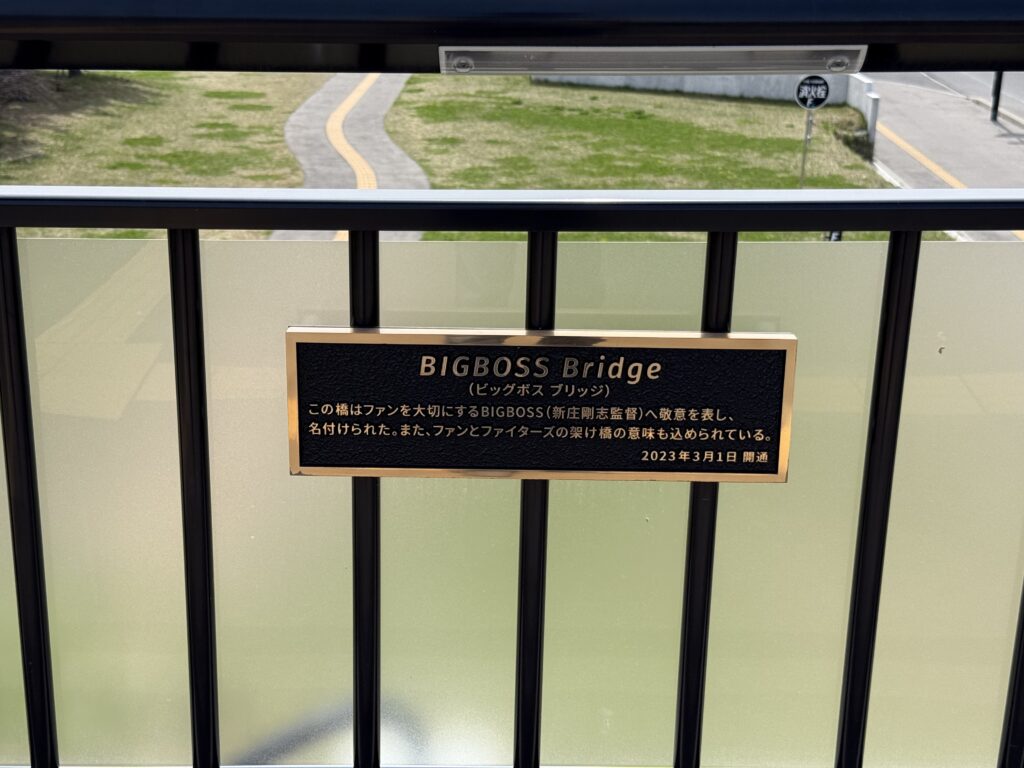 消火栓
BIGBOSS Bridge
(ビッグボス ブリッジ)
この橋はファンを大切にするBIGBOSS(新庄剛志監督)へ敬意を表し、
名付けられた。また、ファンとファイターズの架け橋の意味も込められている。
2023年3月1日 開通